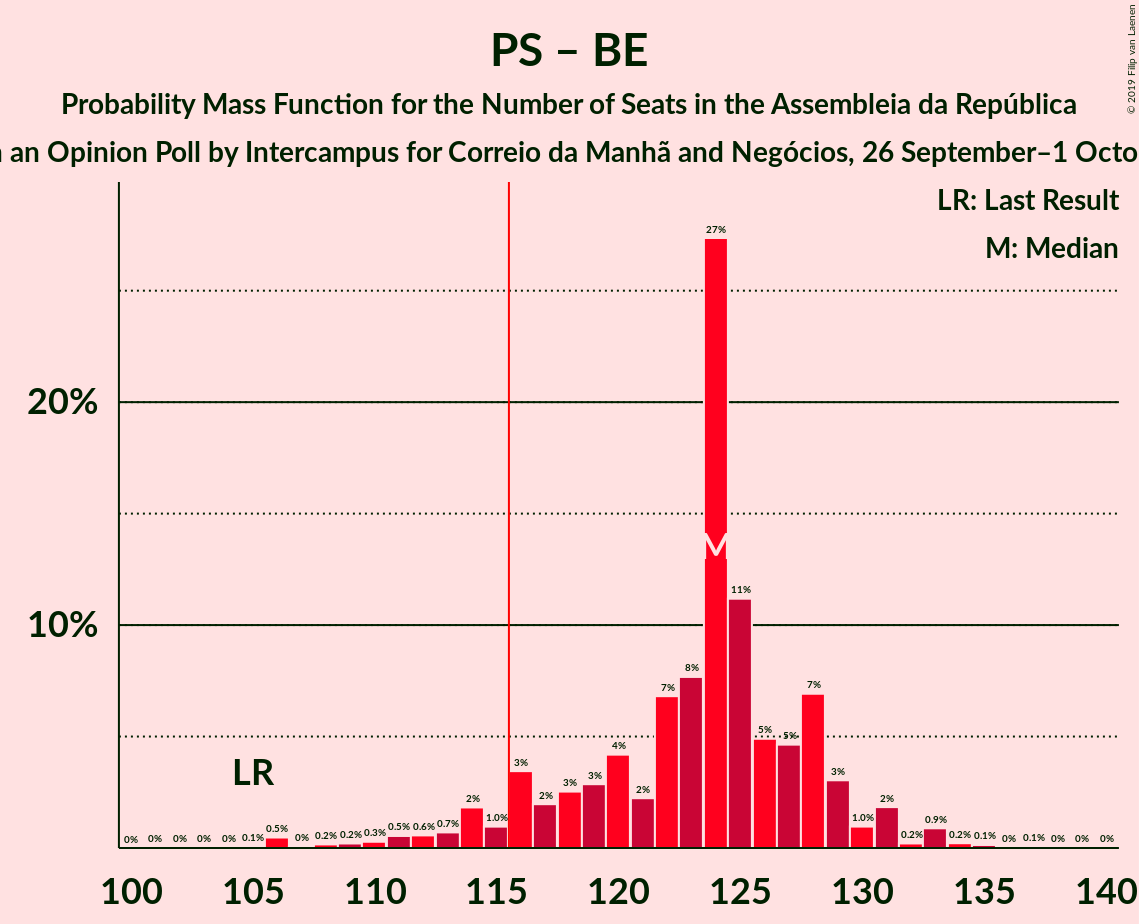 PS – BE
Probability Mass Function for the Number of Seats in the Assembleia da República
an Opinion Poll by Intercampus for Correio da Manhã and Negócios, 26 September–1 Octo
© 2019 Filip van Laenen
LR: Last Result
M: Median
27%
20%
M
11%
10%
8%
7%
7%
5%
5%
4%
LR
3%
3%
3%
3%
2%
2%
2%
2%
0% 0% 0% 0% 0% 0.1% 0.5% 0% 0.2% 0.2% 0.3% 0.5% 0.6% 0.7% 1.0% 1.0% 0.2% 0.9% 0.2% 0.1% 0% 0.1% 0% 0% 0%
100 105 110 115 120 125 130 135 140